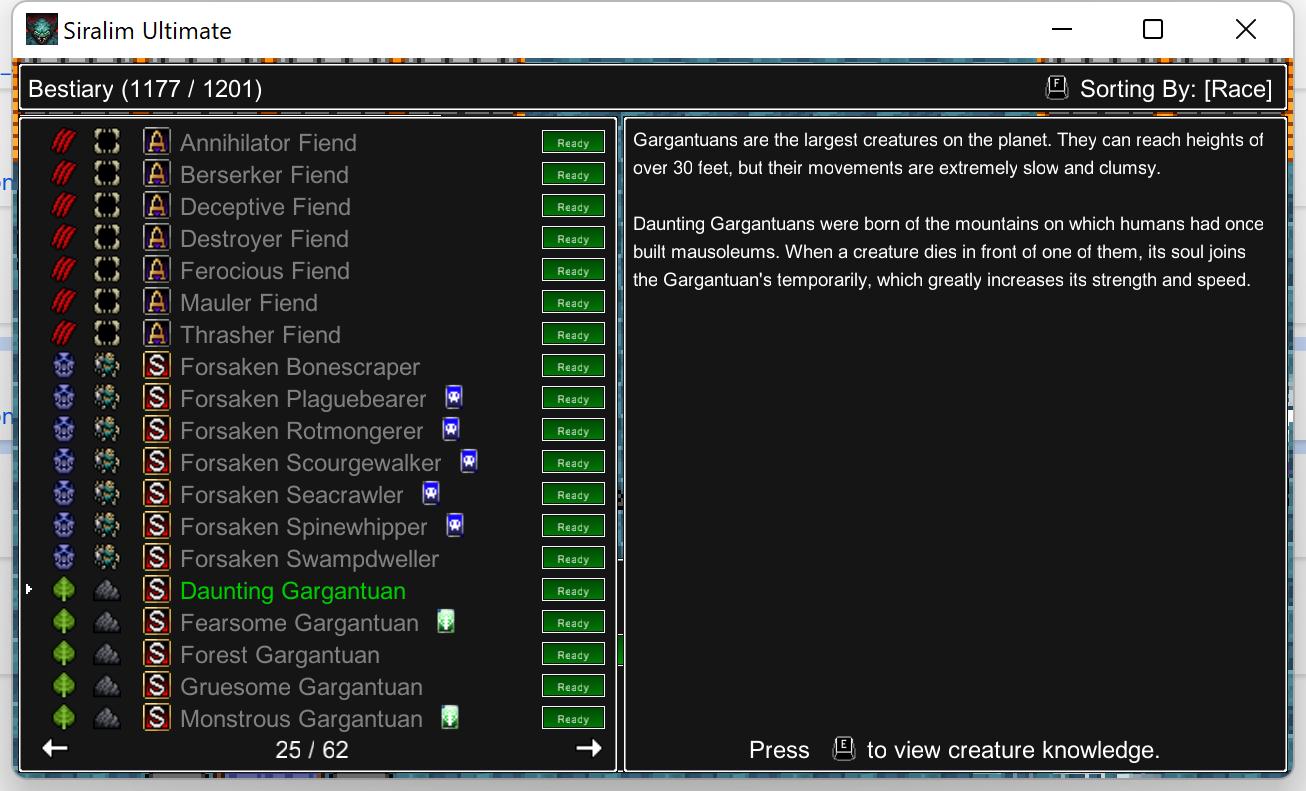 Siralim Ultimate
Bestiary (1177 / 1201)
F Sorting By: [Race]
A Annihilator Fiend Ready
A Berserker Fiend Ready
A Deceptive Fiend Ready
A Destroyer Fiend Ready
A Ferocious Fiend Ready
A Mauler Fiend Ready
A Thrasher Fiend Ready
S Forsaken Bonescraper Ready
S Forsaken Plaguebearer Ready
S Forsaken Rotmongerer Ready
S Forsaken Scourgewalker Ready
S Forsaken Seacrawler Ready
S Forsaken Spinewhipper Ready
S Forsaken Swampdweller Ready
S Daunting Gargantuan Ready
S Fearsome Gargantuan Ready
S Forest Gargantuan Ready
S Gruesome Gargantuan Ready
S Monstrous Gargantuan Ready
25 / 62
Gargantuans are the largest creatures on the planet. They can reach heights of
over 30 feet, but their movements are extremely slow and clumsy.
Daunting Gargantuans were born of the mountains on which humans had once
built mausoleums. When a creature dies in front of one of them, its soul joins
the Gargantuan's temporarily, which greatly increases its strength and speed.
Press E to view creature knowledge.